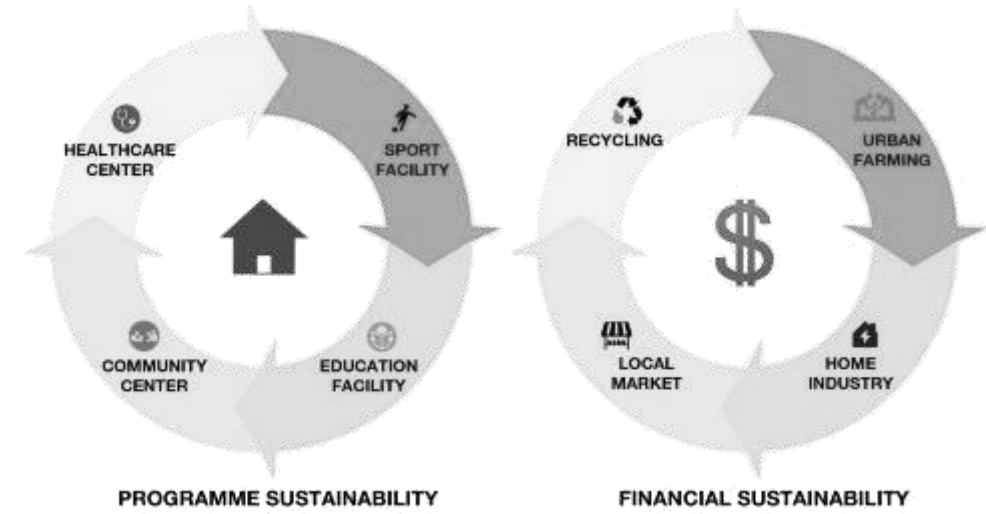 HEALTHCARE
CENTER
SPORT
FACILITY
COMMUNITY
CENTER
EDUCATION
FACILITY
PROGRAMME SUSTAINABILITY
RECYCLING
URBAN
FARMING
LOCAL
MARKET
HOME
INDUSTRY
$
FINANCIAL SUSTAINABILITY